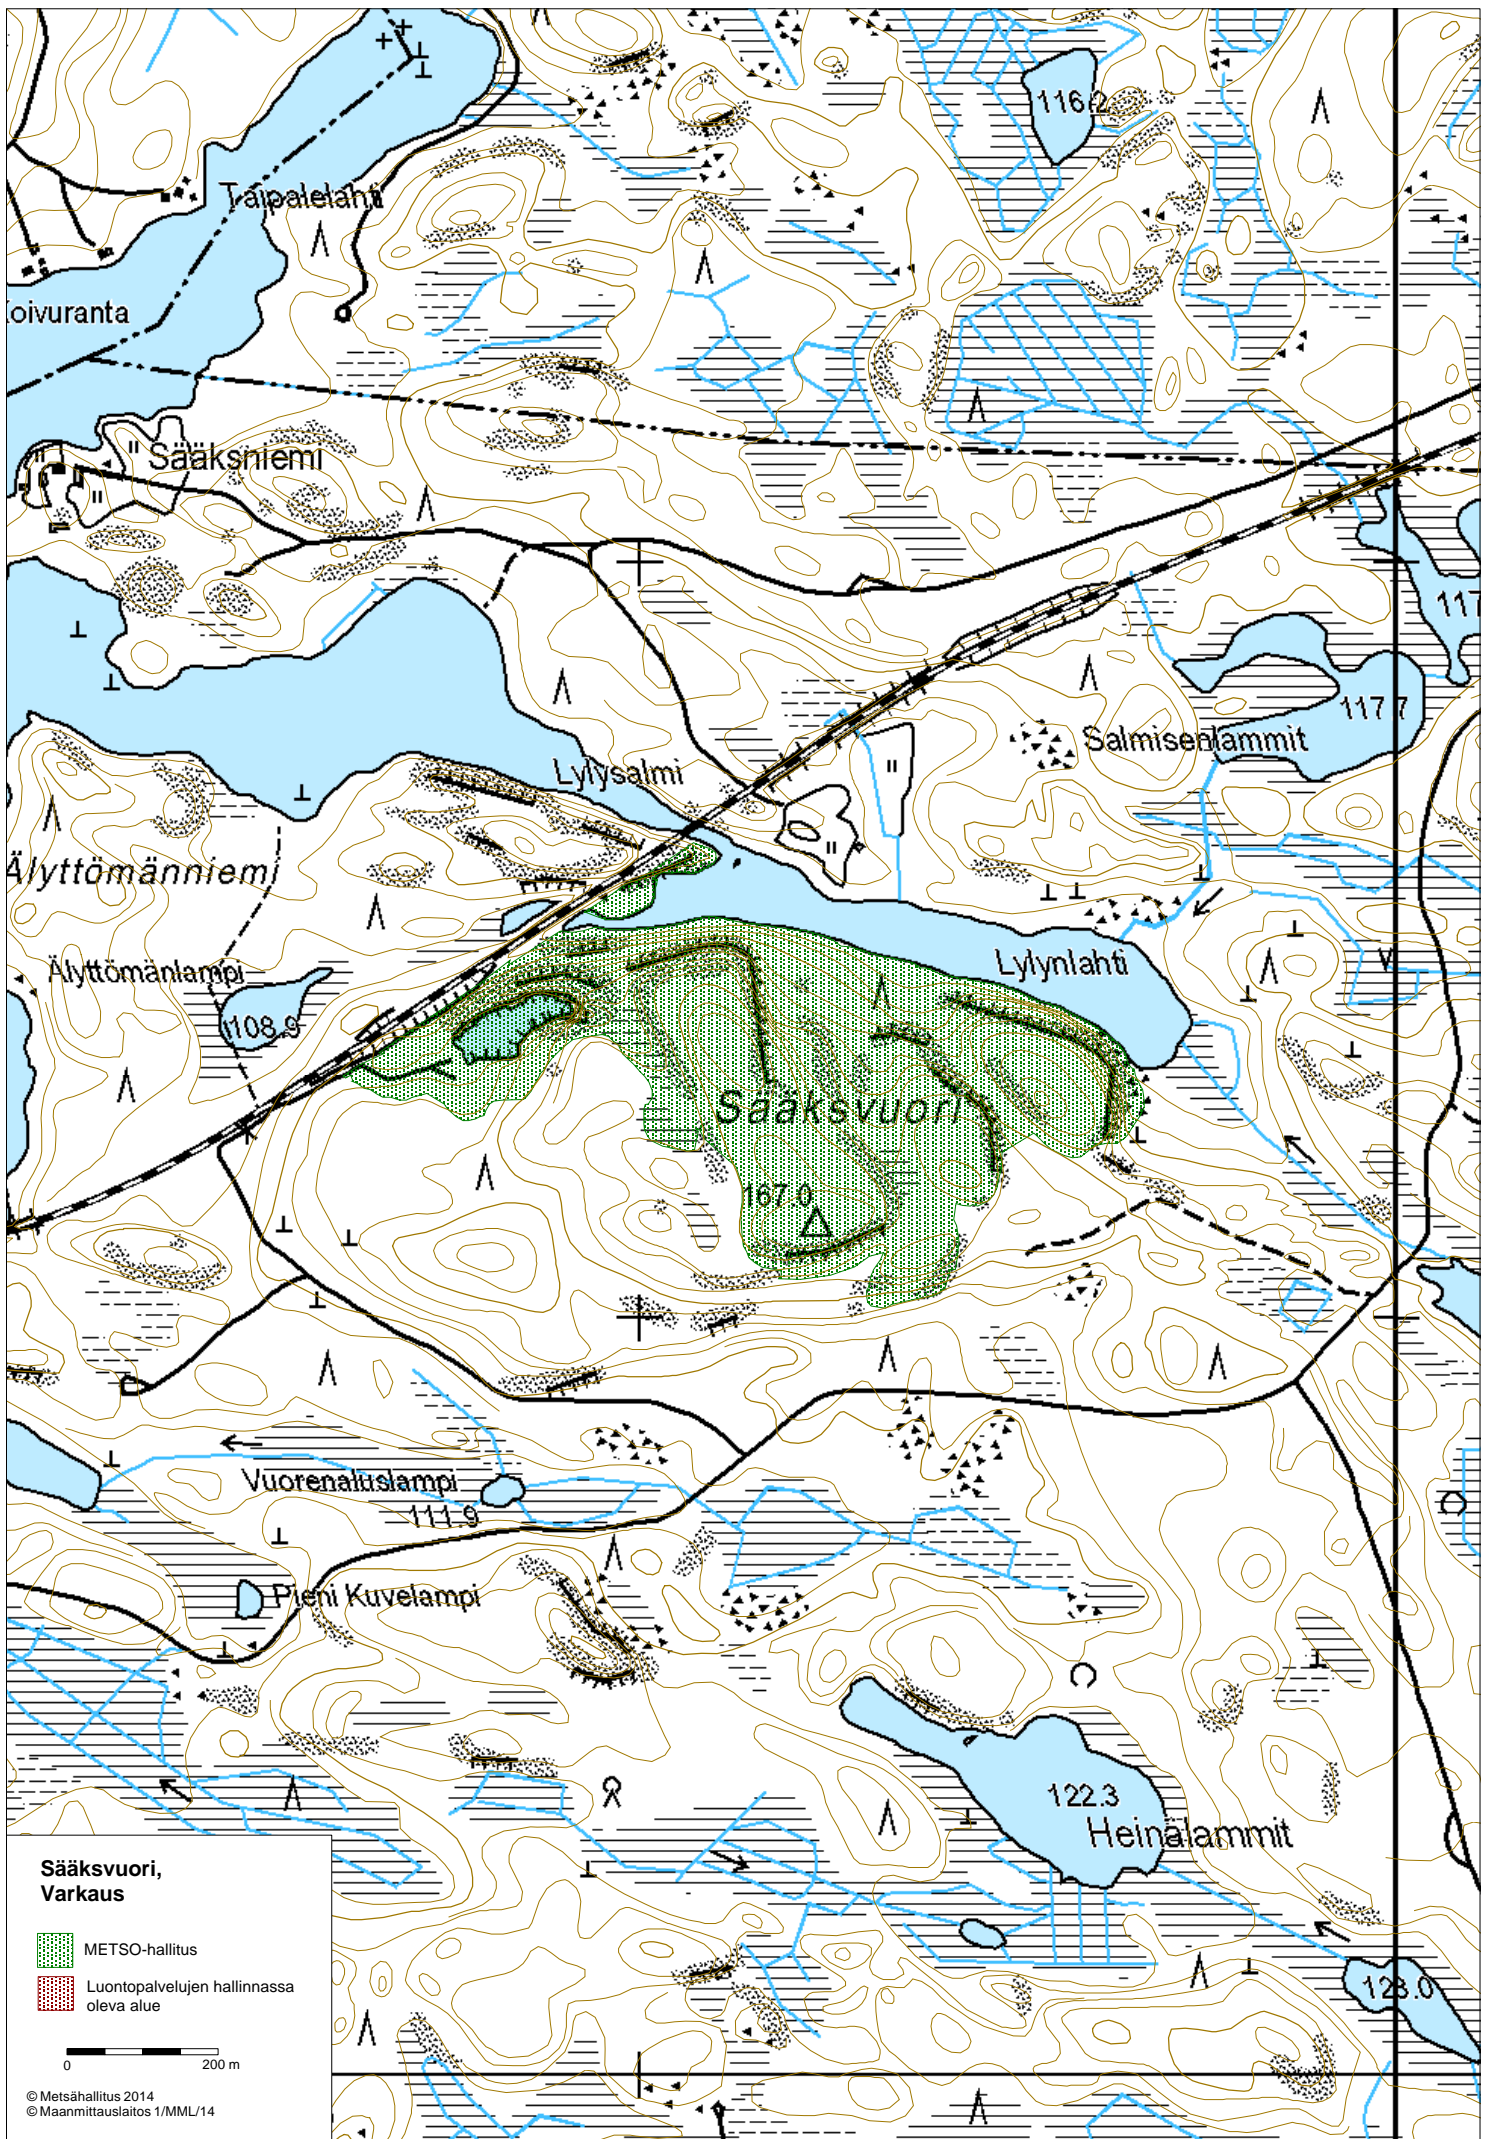 116.2
Taipalelahti
Koivuranta
Sääksniemi
117
117.7
Salmisenlammit
Lylysalmi
Älyttömänniemi
Lylynlahti
Älyttömänlampi
108.9
Sääksvuori
167.0
Vuorenaluslampi
111.9
Pieni Kuvelampi
122.3
Heinälammit
123.0
Sääksvuori,
Varkaus
METSO-hallitus
Luontopalvelujen hallinnassa
oleva alue
0 200 m
© Metsähallitus 2014
© Maanmittauslaitos 1/MML/14